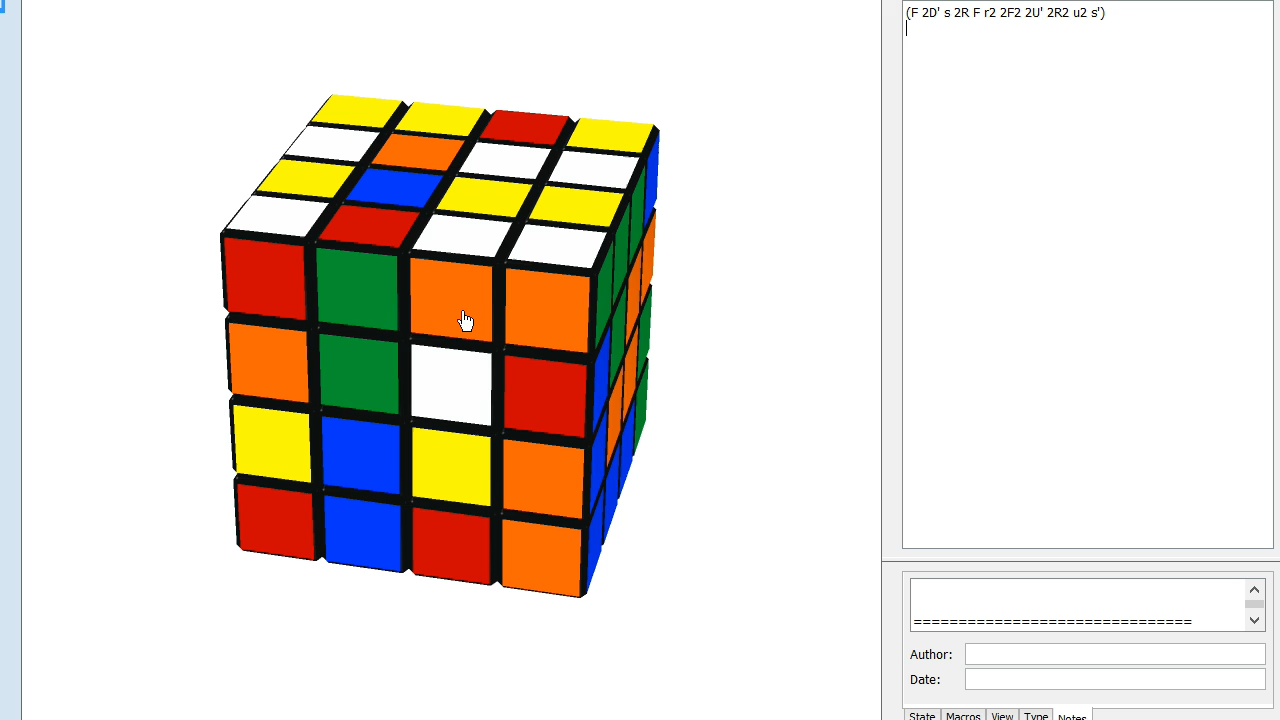 (F 2D' s 2R F r2 2F2 2U' 2R2 u2 s')
===============================
Author:
Date:
State Macros View Type Notes